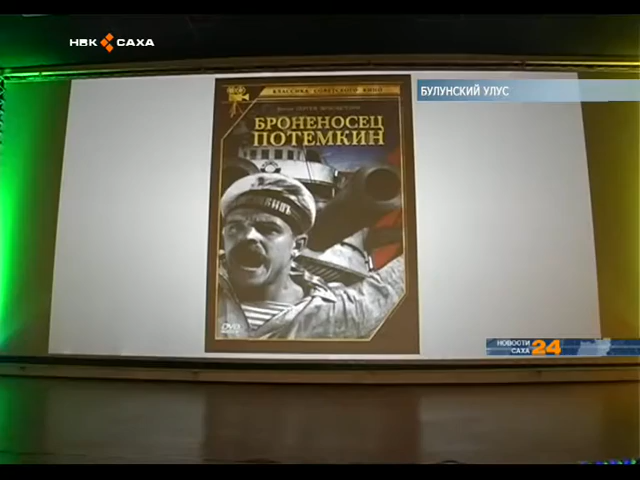 НВК САХА
БУЛУНСКИЙ УЛУС
КЛАССИКА СОВЕТСКОГО КИНО
БРОНЕНОСЕЦ
ПОТЕМКИН
DVD
НОВОСТИ
САХА 24